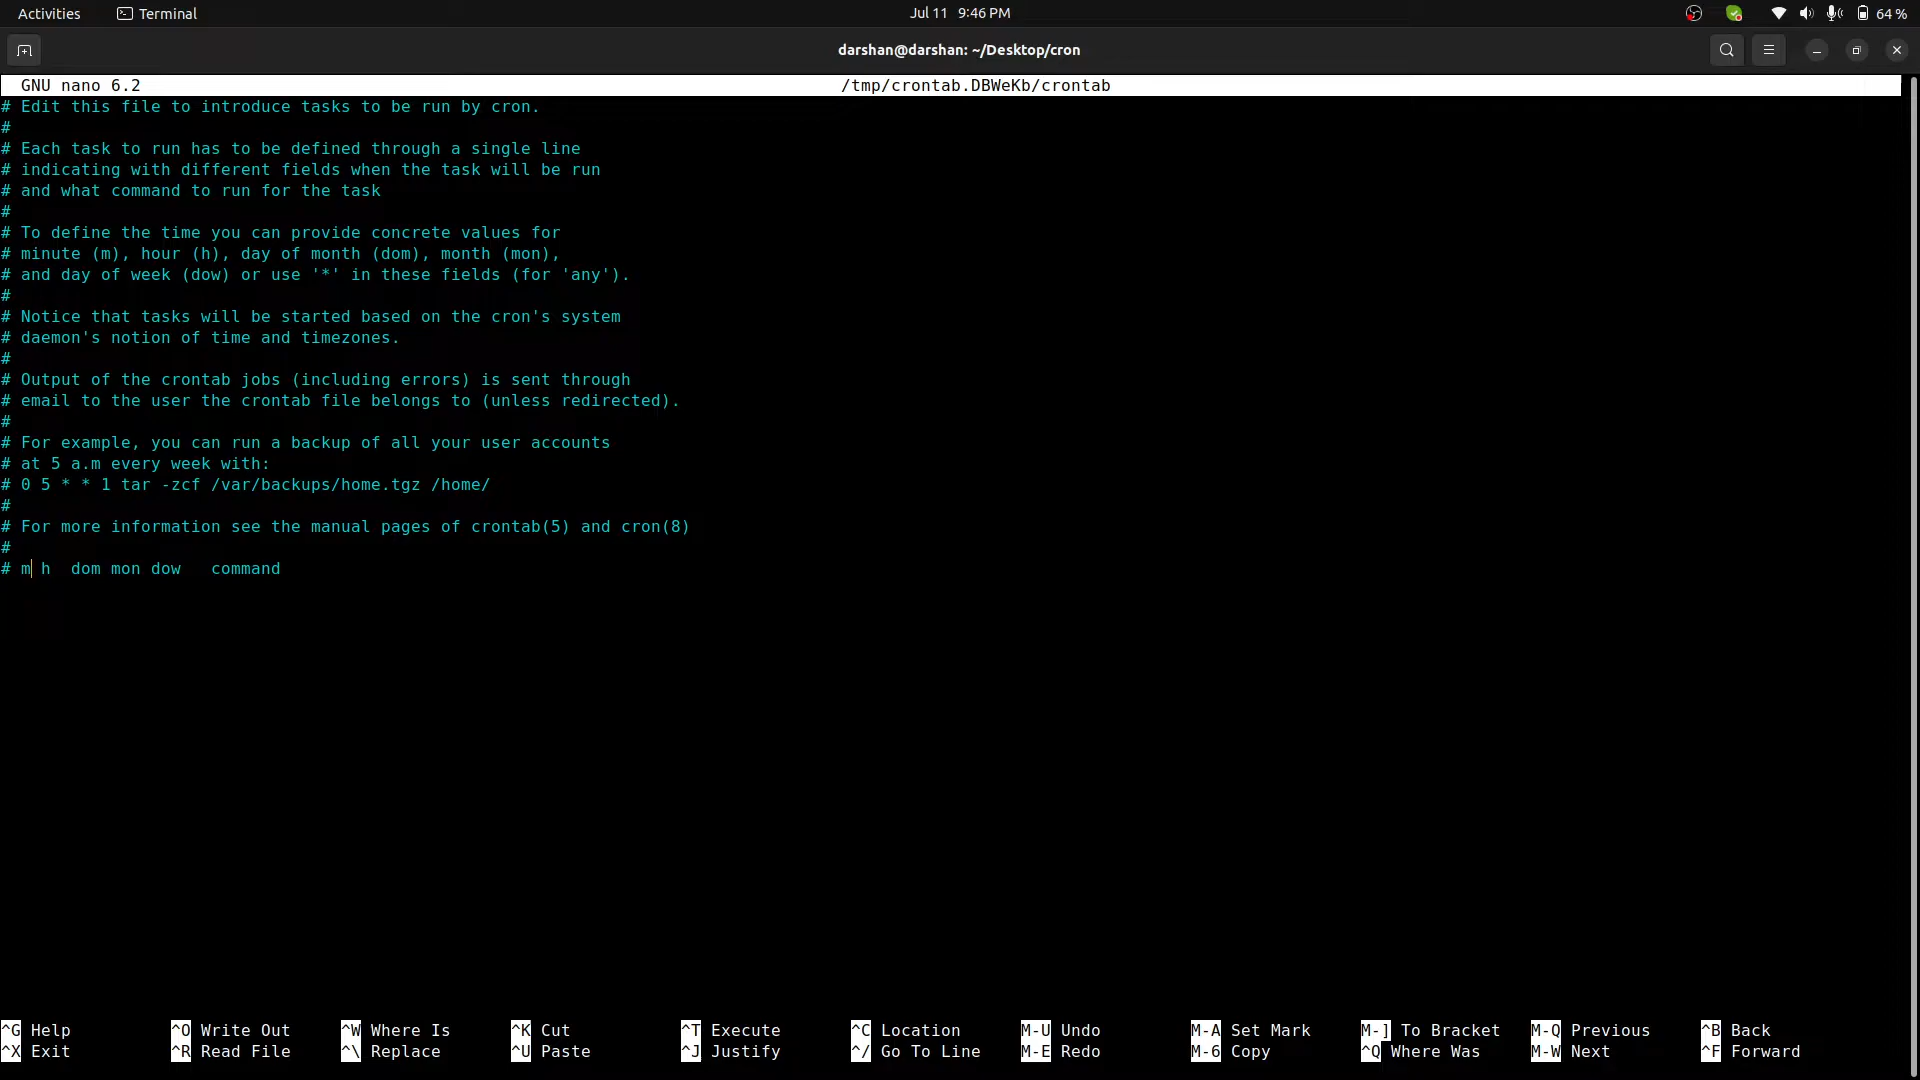 Activities Terminal Jul 11 9:46 PM 64 %
darshan@darshan: ~/Desktop/cron
GNU nano 6.2 /tmp/crontab.DBWeKb/crontab
# Edit this file to introduce tasks to be run by cron.
#
# Each task to run has to be defined through a single line
# indicating with different fields when the task will be run
# and what command to run for the task
#
# To define the time you can provide concrete values for
# minute (m), hour (h), day of month (dom), month (mon),
# and day of week (dow) or use '*' in these fields (for 'any').
#
# Notice that tasks will be started based on the cron's system
# daemon's notion of time and timezones.
#
# Output of the crontab jobs (including errors) is sent through
# email to the user the crontab file belongs to (unless redirected).
#
# For example, you can run a backup of all your user accounts
# at 5 a.m every week with:
# 0 5 * * 1 tar -zcf /var/backups/home.tgz /home/
#
# For more information see the manual pages of crontab(5) and cron(8)
#
# m h  dom mon dow   command
^G Help ^O Write Out ^W Where Is ^K Cut ^T Execute ^C Location M-U Undo M-A Set Mark M-] To Bracket M-Q Previous ^B Back
^X Exit ^R Read File ^\ Replace ^U Paste ^J Justify ^/ Go To Line M-E Redo M-6 Copy ^Q Where Was M-W Next ^F Forward